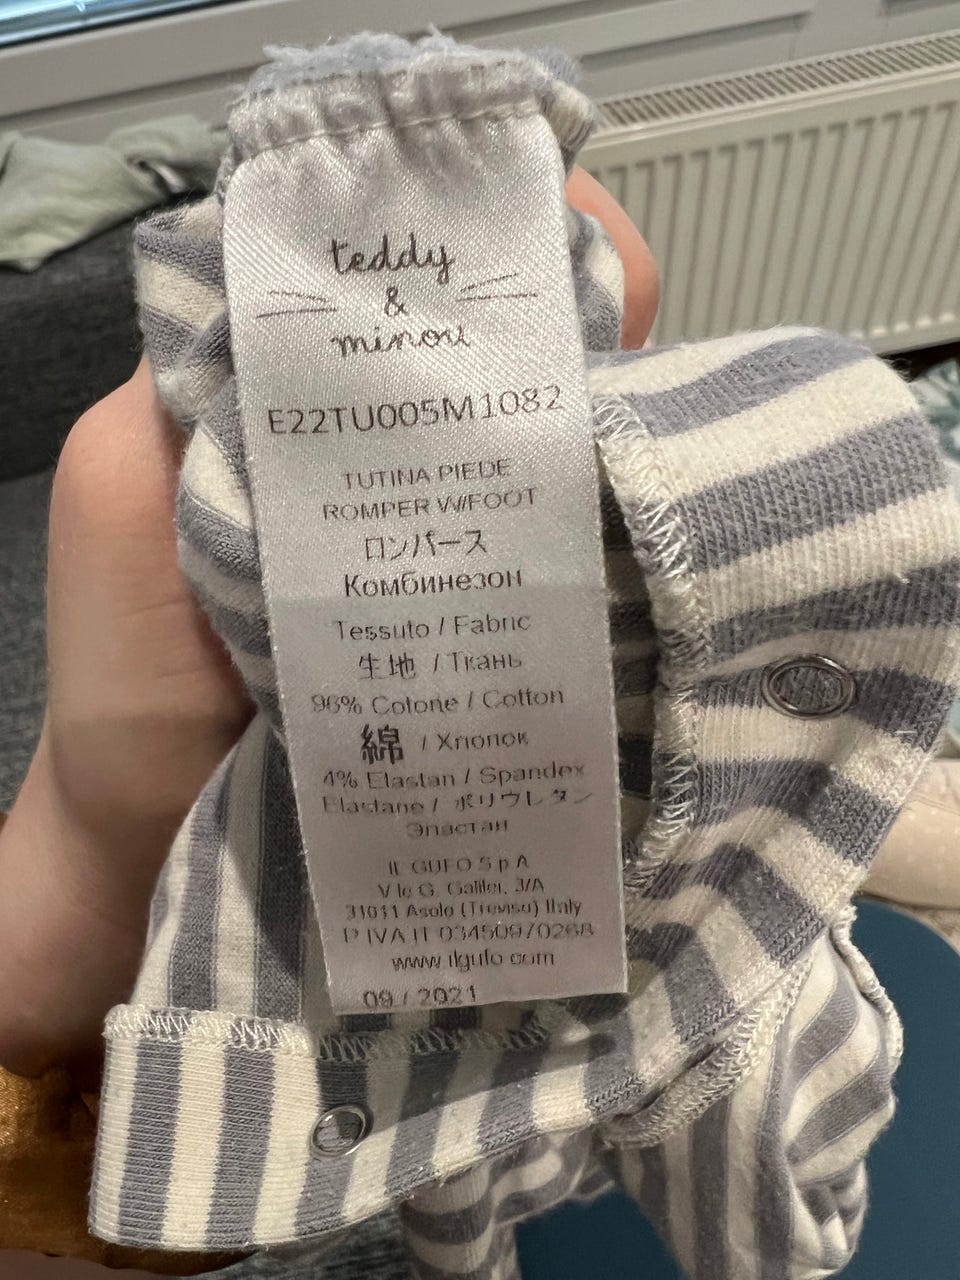 teddy
&
minou
E22TU005M1082
TUTINA PIEDE
ROMPER W/FOOT
ロンパース
Комбинезон
Tessuto / Fabric
生地 / Ткань
96% Cotone / Cotton
綿 / Хлопок
4% Elastan / Spandex
Elastane / ポリウレタン
Эластан
IL GUFO S.p.A.
V.le G. Galilei, 3/A
31011 Asolo (Treviso) Italy
P.IVA IT 03450970268
www.ilgufo.com
09 / 2021